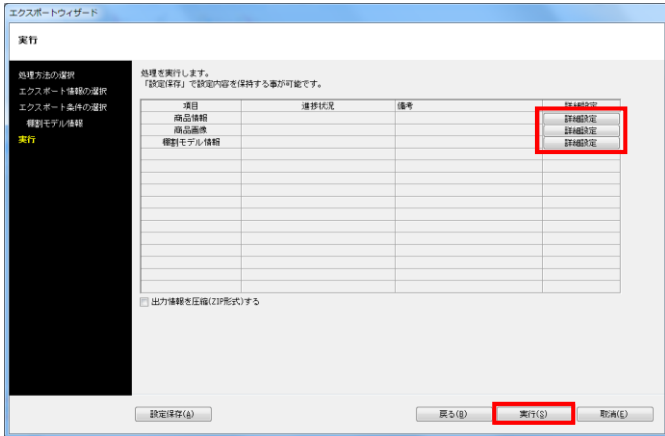 エクスポートウィザード
実行
処理方法の選択
エクスポート情報の選択
エクスポート条件の選択
棚割モデル情報
実行
処理を実行します。
「設定保存」で設定内容を保持する事が可能です。
項目 進捗状況 備考 詳細設定
商品情報 詳細設定
商品画像 詳細設定
棚割モデル情報 詳細設定
出力情報を圧縮(ZIP形式)する
設定保存(A) 戻る(B) 実行(S) 取消(E)